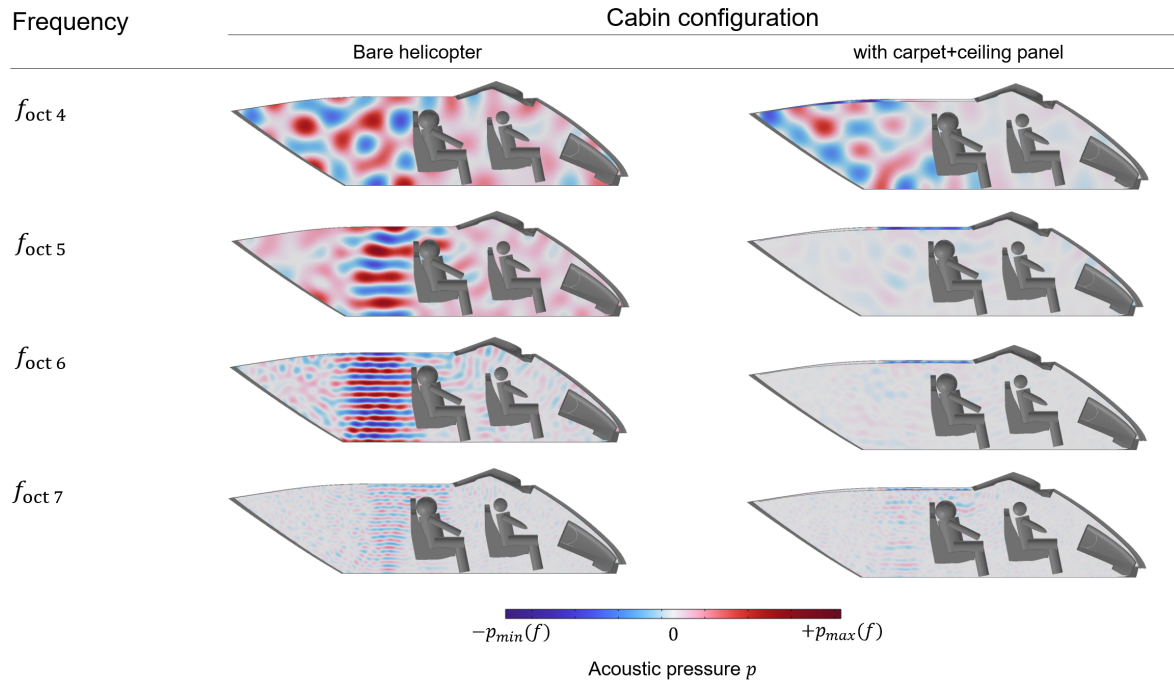 Frequency
Cabin configuration
Bare helicopter
with carpet+ceiling panel
f oct 4
f oct 5
f oct 6
f oct 7
−p min (f)
0
+p max (f)
Acoustic pressure p